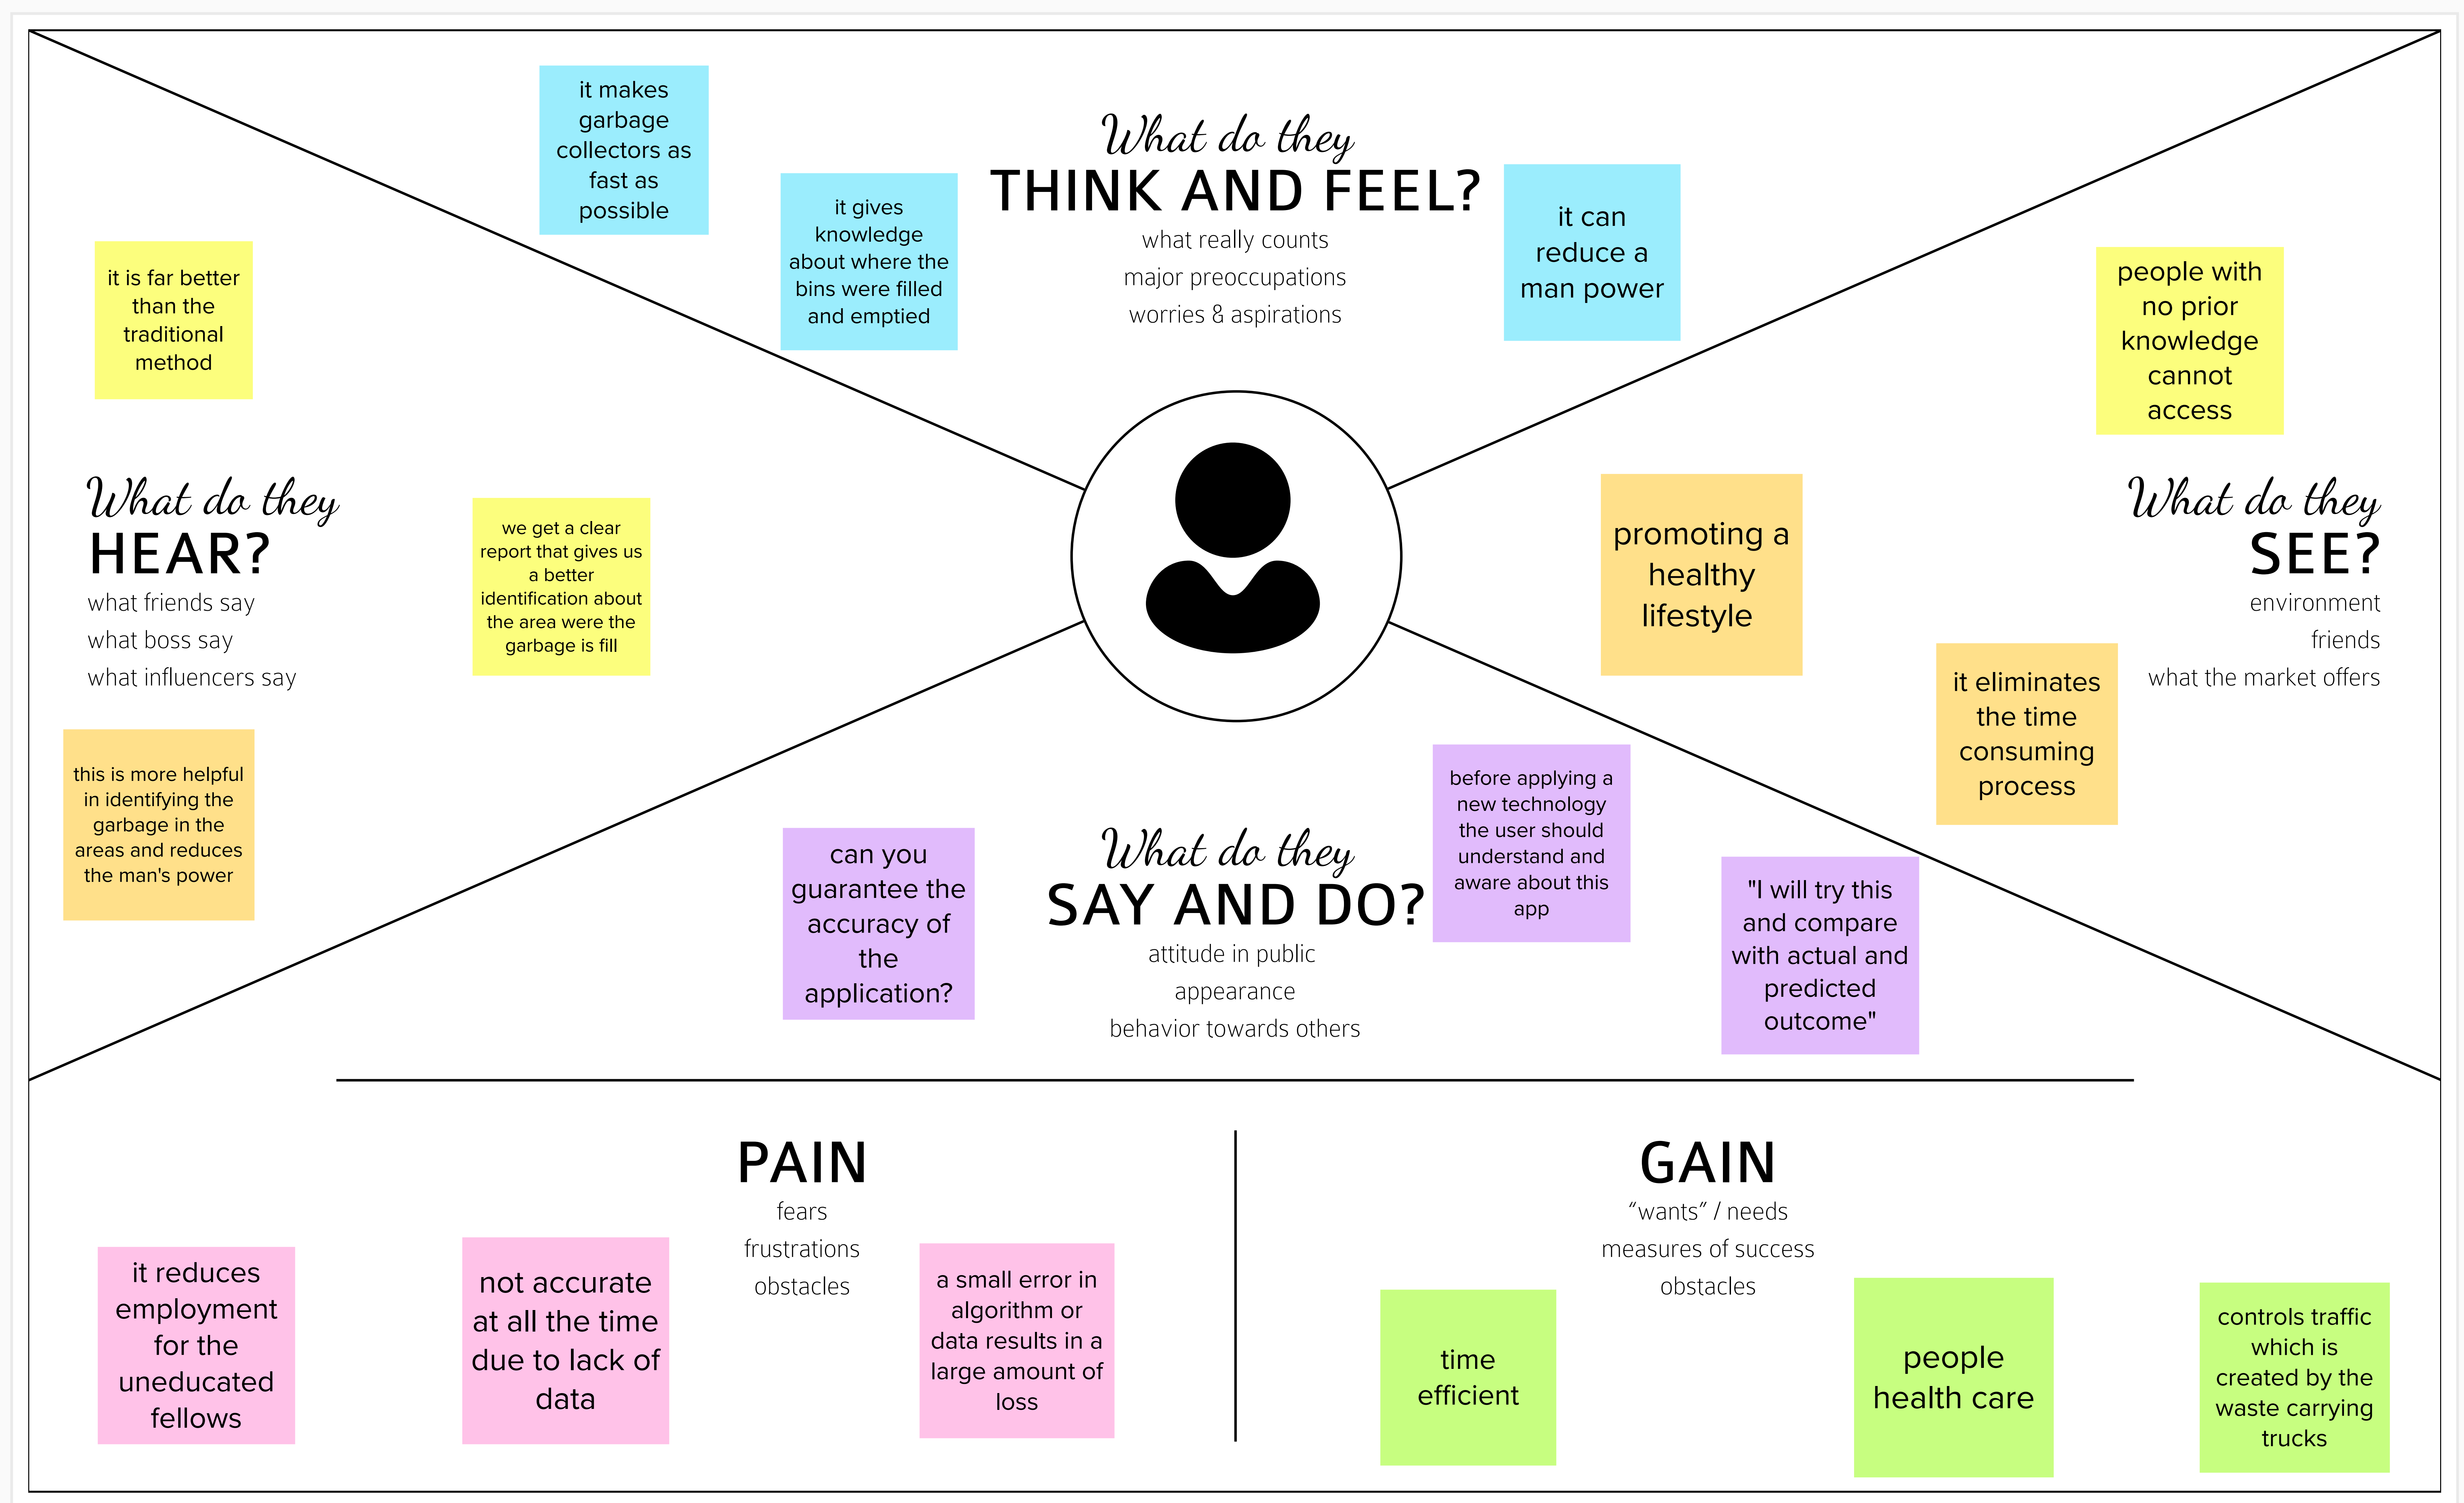 it makes
garbage
collectors as
fast as
possible
it gives
knowledge
about where the
bins were filled
and emptied
What do they
THINK AND FEEL?
what really counts
major preoccupations
worries & aspirations
it can
reduce a
man power
it is far better
than the
traditional
method
What do they
HEAR?
what friends say
what boss say
what influencers say
we get a clear
report that gives us
a better
identification about
the area were the
garbage is fill
this is more helpful
in identifying the
garbage in the
areas and reduces
the man's power
people with
no prior
knowledge
cannot
access
promoting a
healthy
lifestyle
What do they
SEE?
environment
friends
what the market offers
it eliminates
the time
consuming
process
can you
guarantee the
accuracy of
the
application?
What do they
SAY AND DO?
attitude in public
appearance
behavior towards others
before applying a
new technology
the user should
understand and
aware about this
app
"I will try this
and compare
with actual and
predicted
outcome"
PAIN
fears
frustrations
obstacles
it reduces
employment
for the
uneducated
fellows
not accurate
at all the time
due to lack of
data
a small error in
algorithm or
data results in a
large amount of
loss
GAIN
“wants” / needs
measures of success
obstacles
time
efficient
people
health care
controls traffic
which is
created by the
waste carrying
trucks